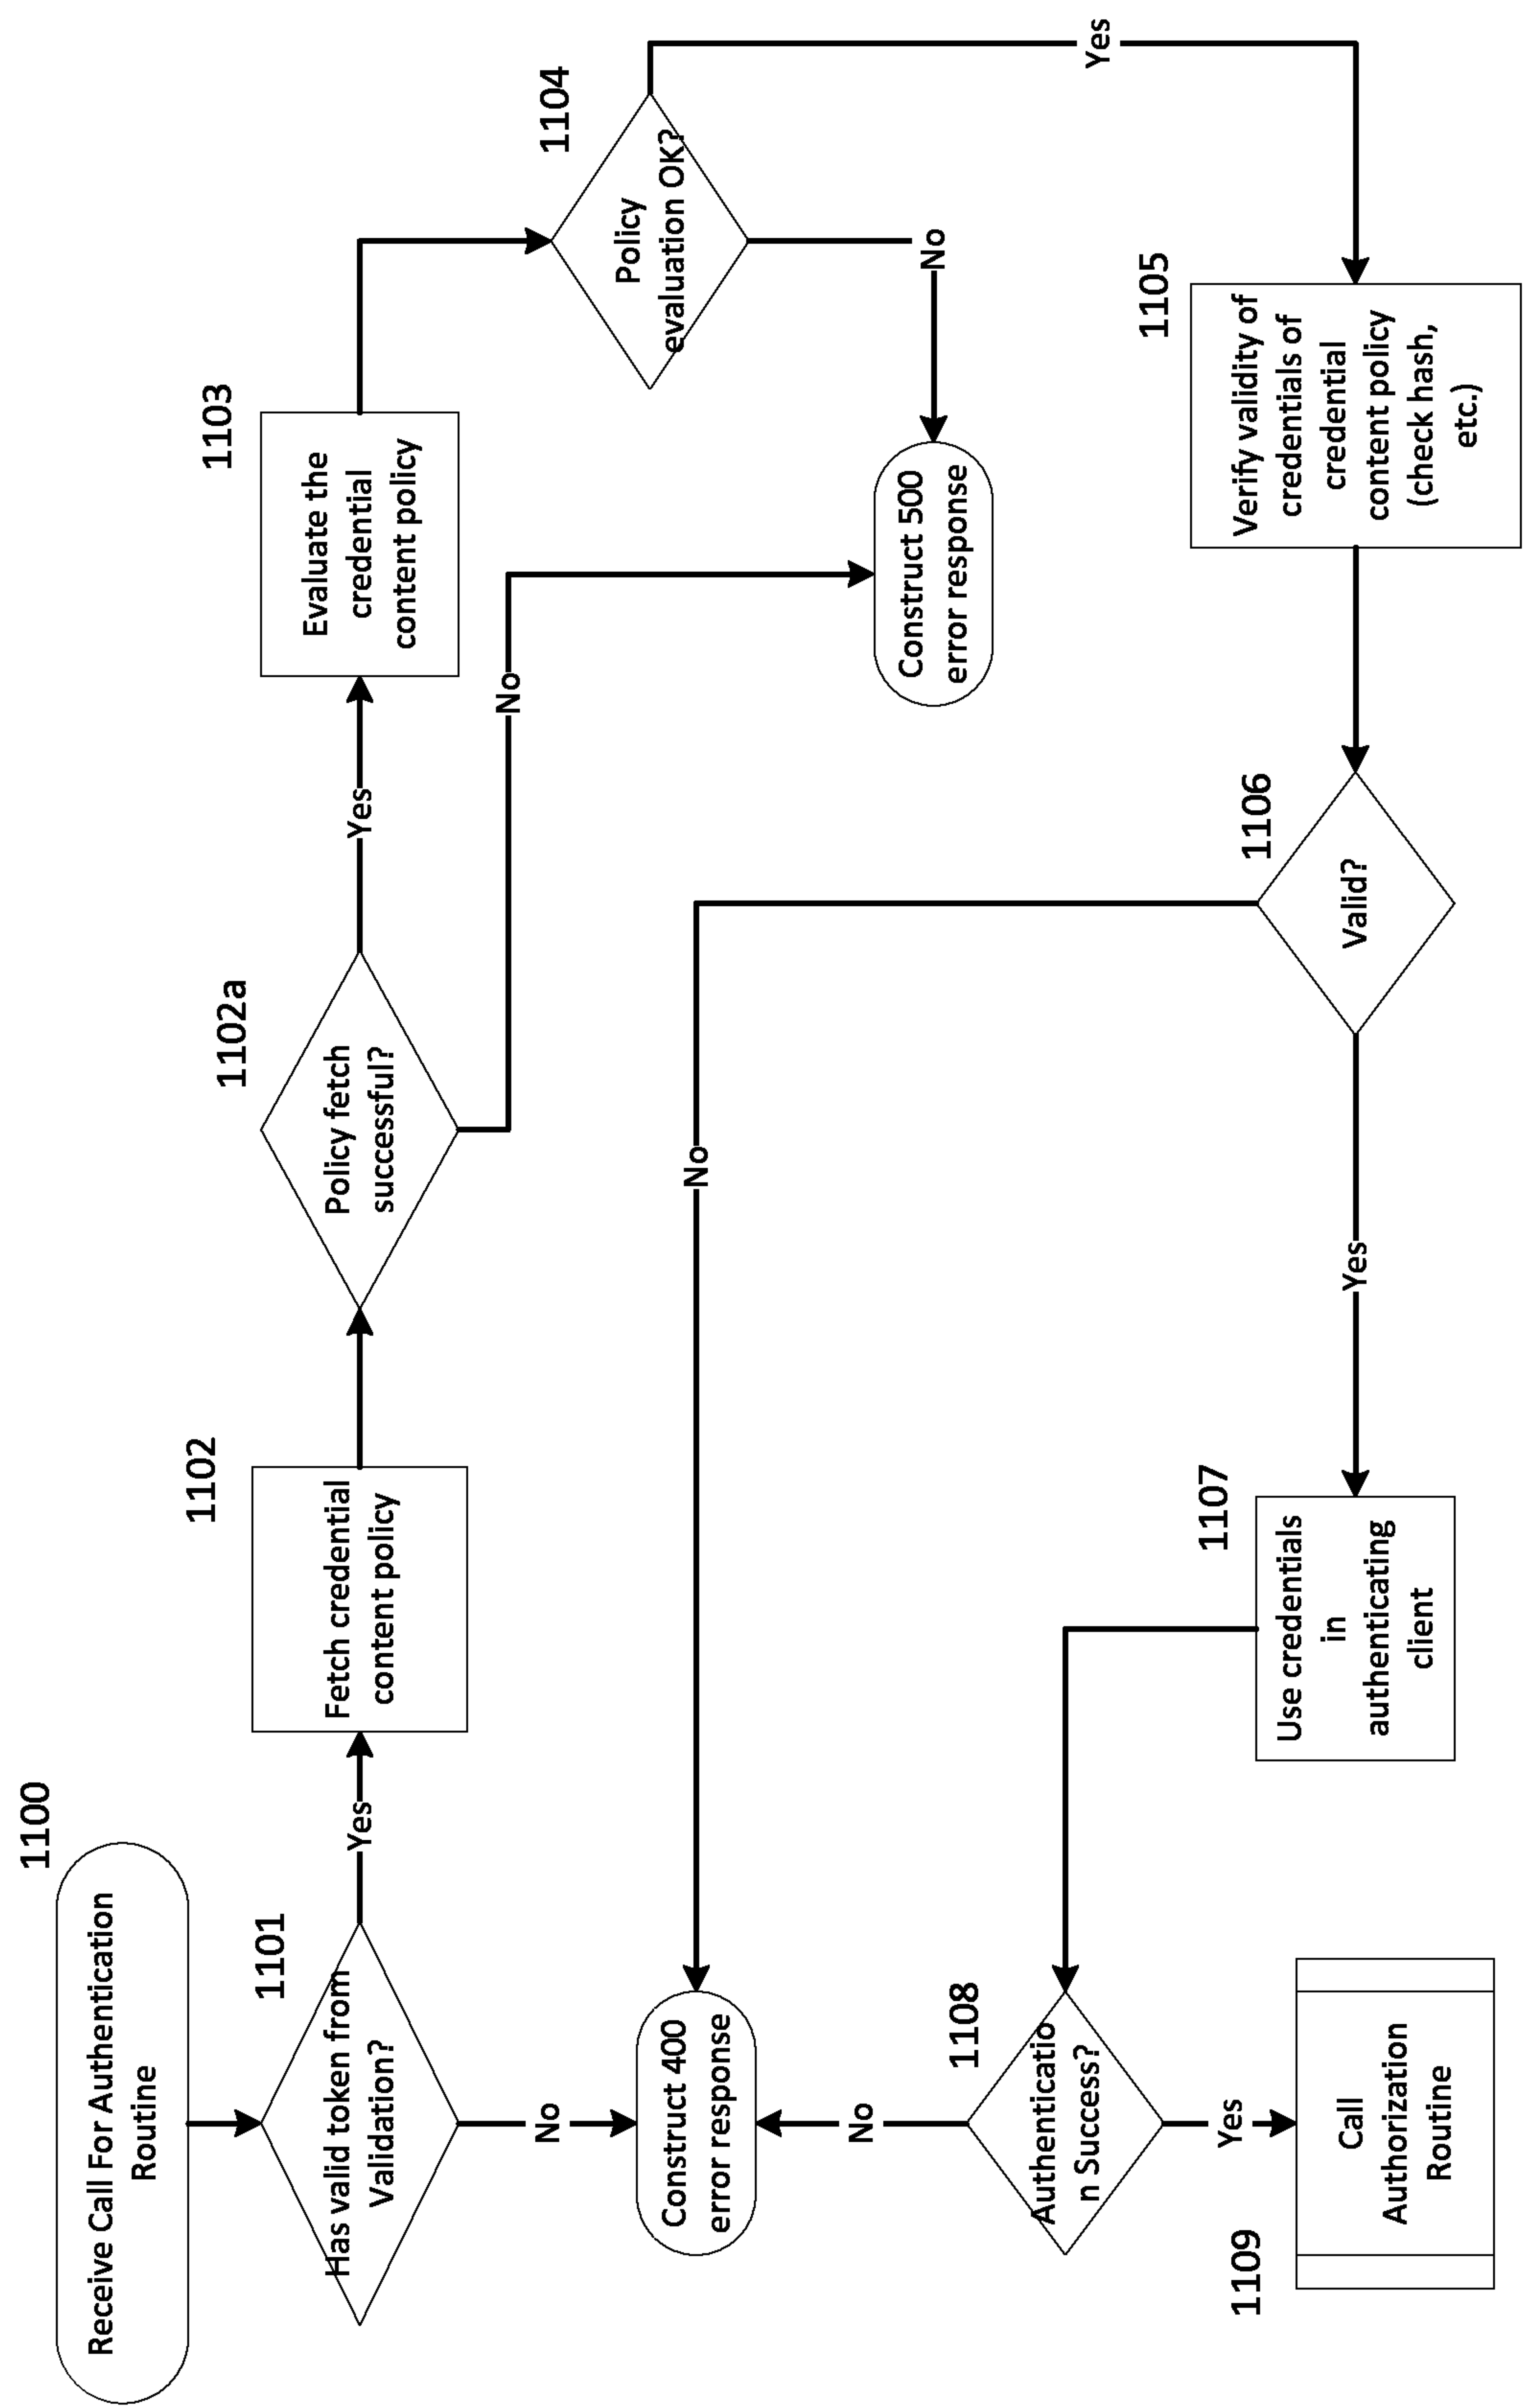 1100
Receive Call For Authentication
Routine
1101
Has valid token from
Validation?
Yes
No
1102
Fetch credential
content policy
1102a
Policy fetch
successful?
Yes
No
1103
Evaluate the
credential
content policy
1104
Policy
evaluation OK?
No
Yes
Construct 500
error response
1105
Verify validity of
credentials of
credential
content policy
(check hash,
etc.)
1106
Valid?
No
Yes
Construct 400
error response
1107
Use credentials
in
authenticating
client
1108
Authenticatio
n Success?
No
Yes
1109
Call
Authorization
Routine